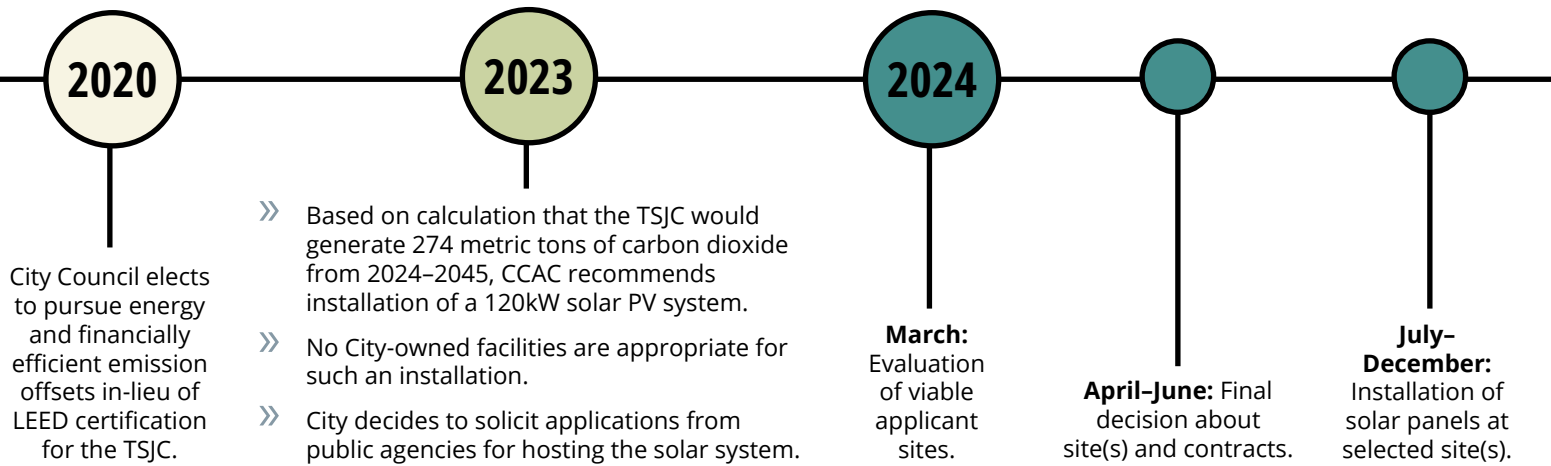 2020
City Council elects
to pursue energy
and financially
efficient emission
offsets in-lieu of
LEED certification
for the TSJC.
2023
» Based on calculation that the TSJC would
generate 274 metric tons of carbon dioxide
from 2024–2045, CCAC recommends
installation of a 120kW solar PV system.
» No City-owned facilities are appropriate for
such an installation.
» City decides to solicit applications from
public agencies for hosting the solar system.
2024
March:
Evaluation
of viable
applicant
sites.
April–June: Final
decision about
site(s) and contracts.
July–
December:
Installation of
solar panels at
selected site(s).